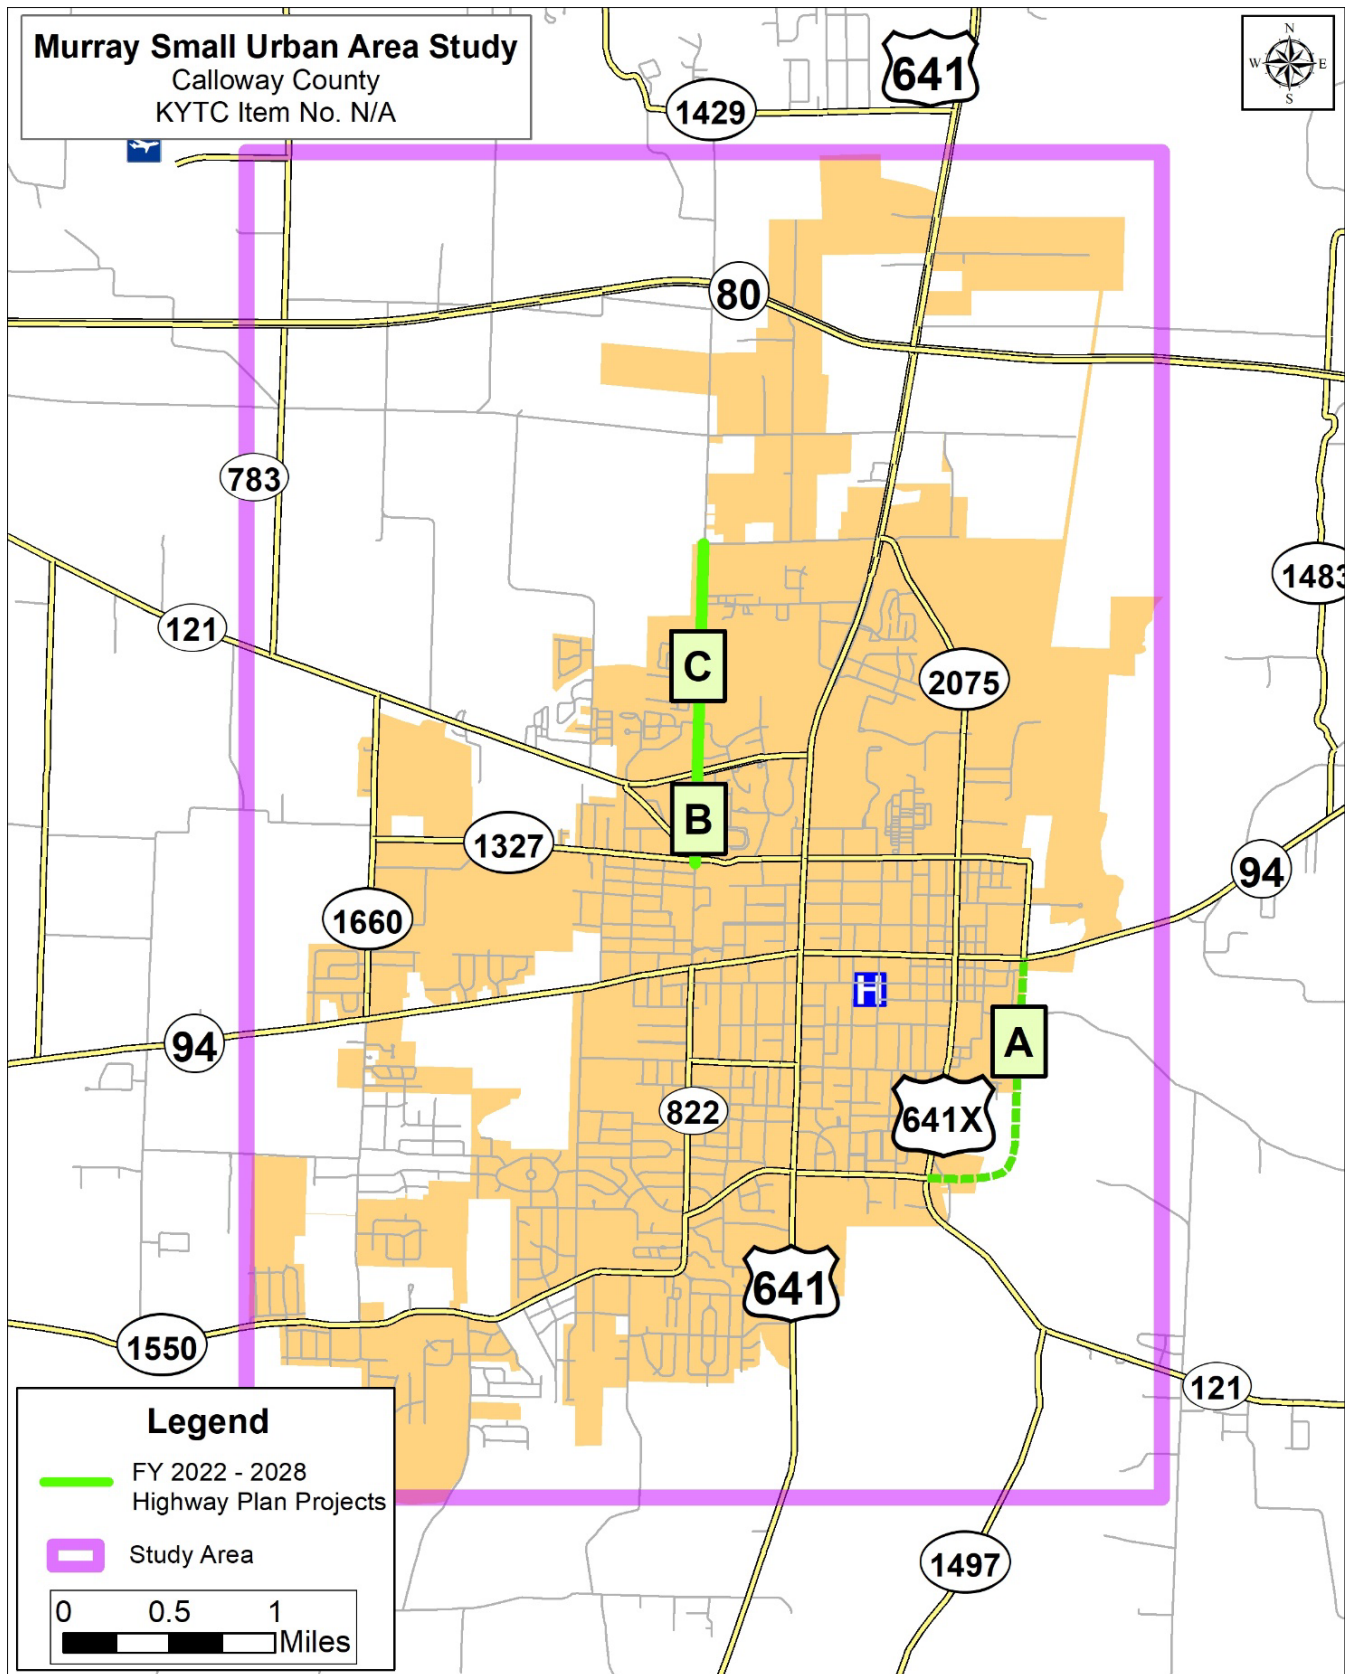 Murray Small Urban Area Study
Calloway County
KYTC Item No. N/A
N
W E
S
641
1429
80
783
121
1483
C
2075
B
1327
94
1660
H
94
A
822
641X
641
1550
121
1497
Legend
FY 2022 - 2028
Highway Plan Projects
Study Area
0 0.5 1
Miles